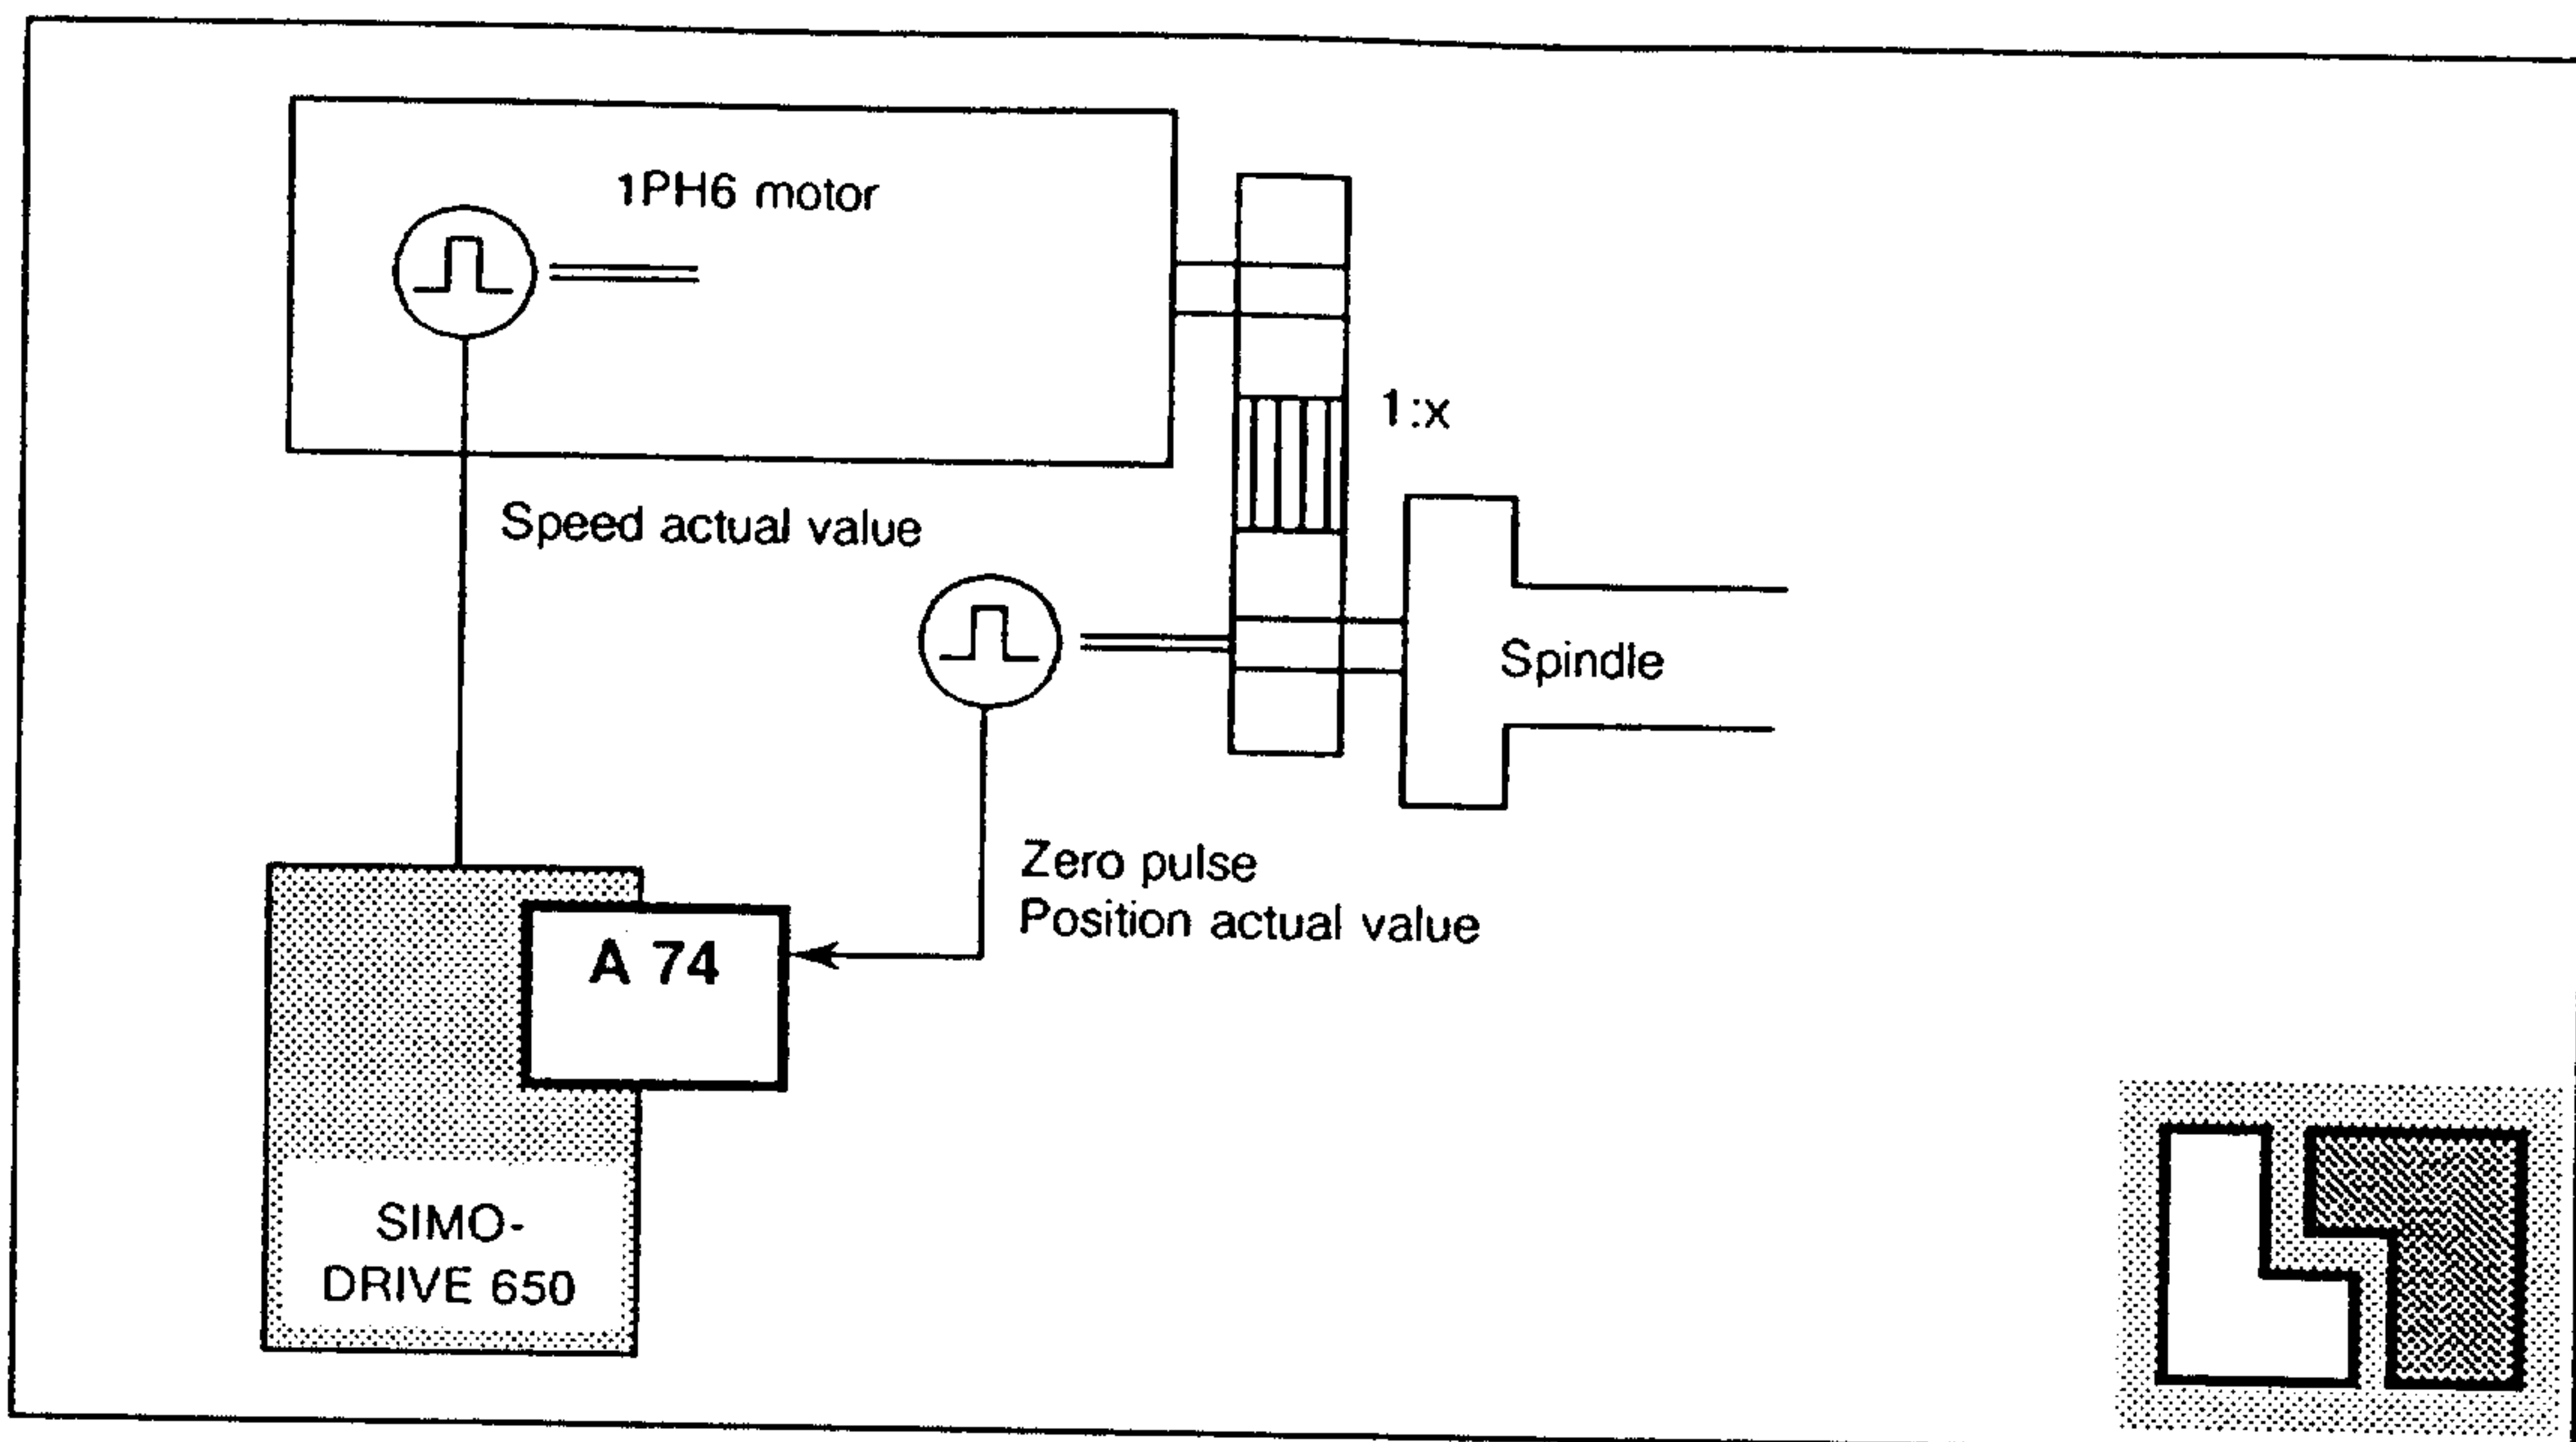 1PH6 motor
1:x
Speed actual value
Spindle
Zero pulse
Position actual value
A 74
SIMO-
DRIVE 650